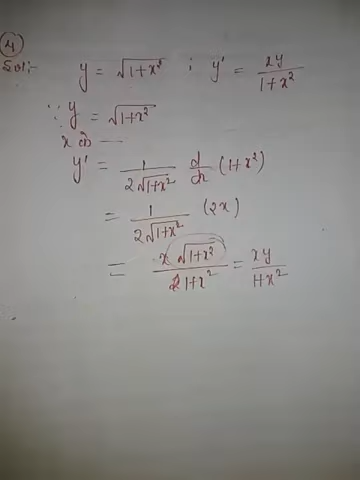 4
Sol:-
y = √1+x² ; y' = xy / 1+x²
∵ y = √1+x²
x के —
y' = 1 / 2√1+x² d/dx (1+x²)
= 1 / 2√1+x² (2x)
= x √1+x² / 1+x² = xy / 1+x²